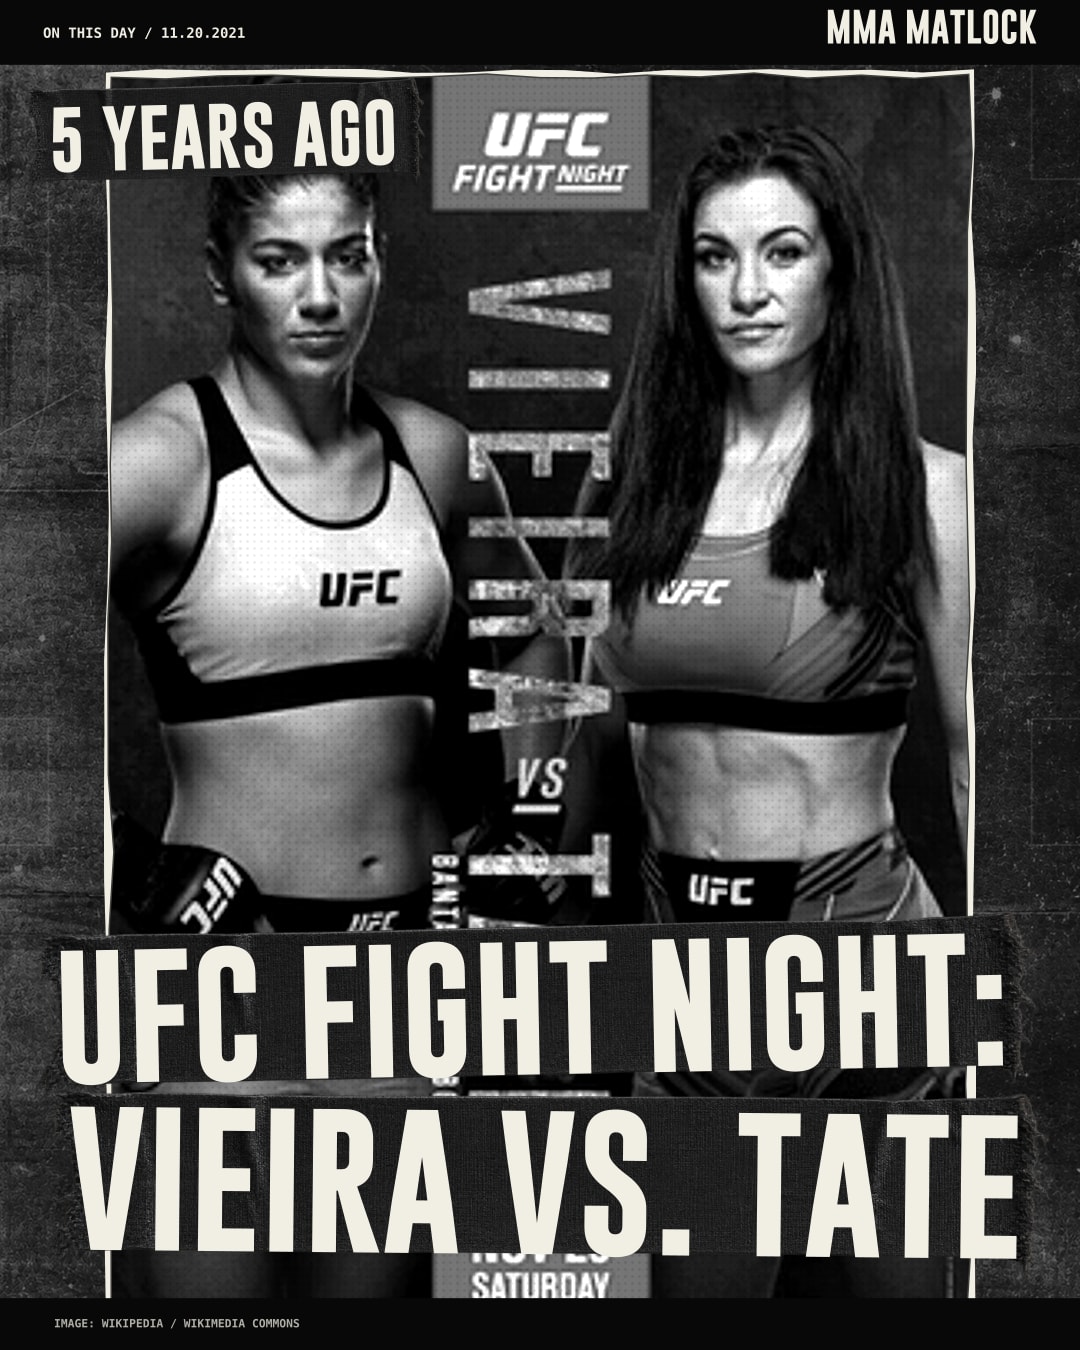 ON THIS DAY / 11.20.2021
MMA MATLOCK
5 YEARS AGO
UFC
FIGHT NIGHT
VIEIRA
VS
UFC
UFC
UFC
UFC
UFC
UFC FIGHT NIGHT:
VIEIRA VS. TATE
SATURDAY
IMAGE: WIKIPEDIA / WIKIMEDIA COMMONS